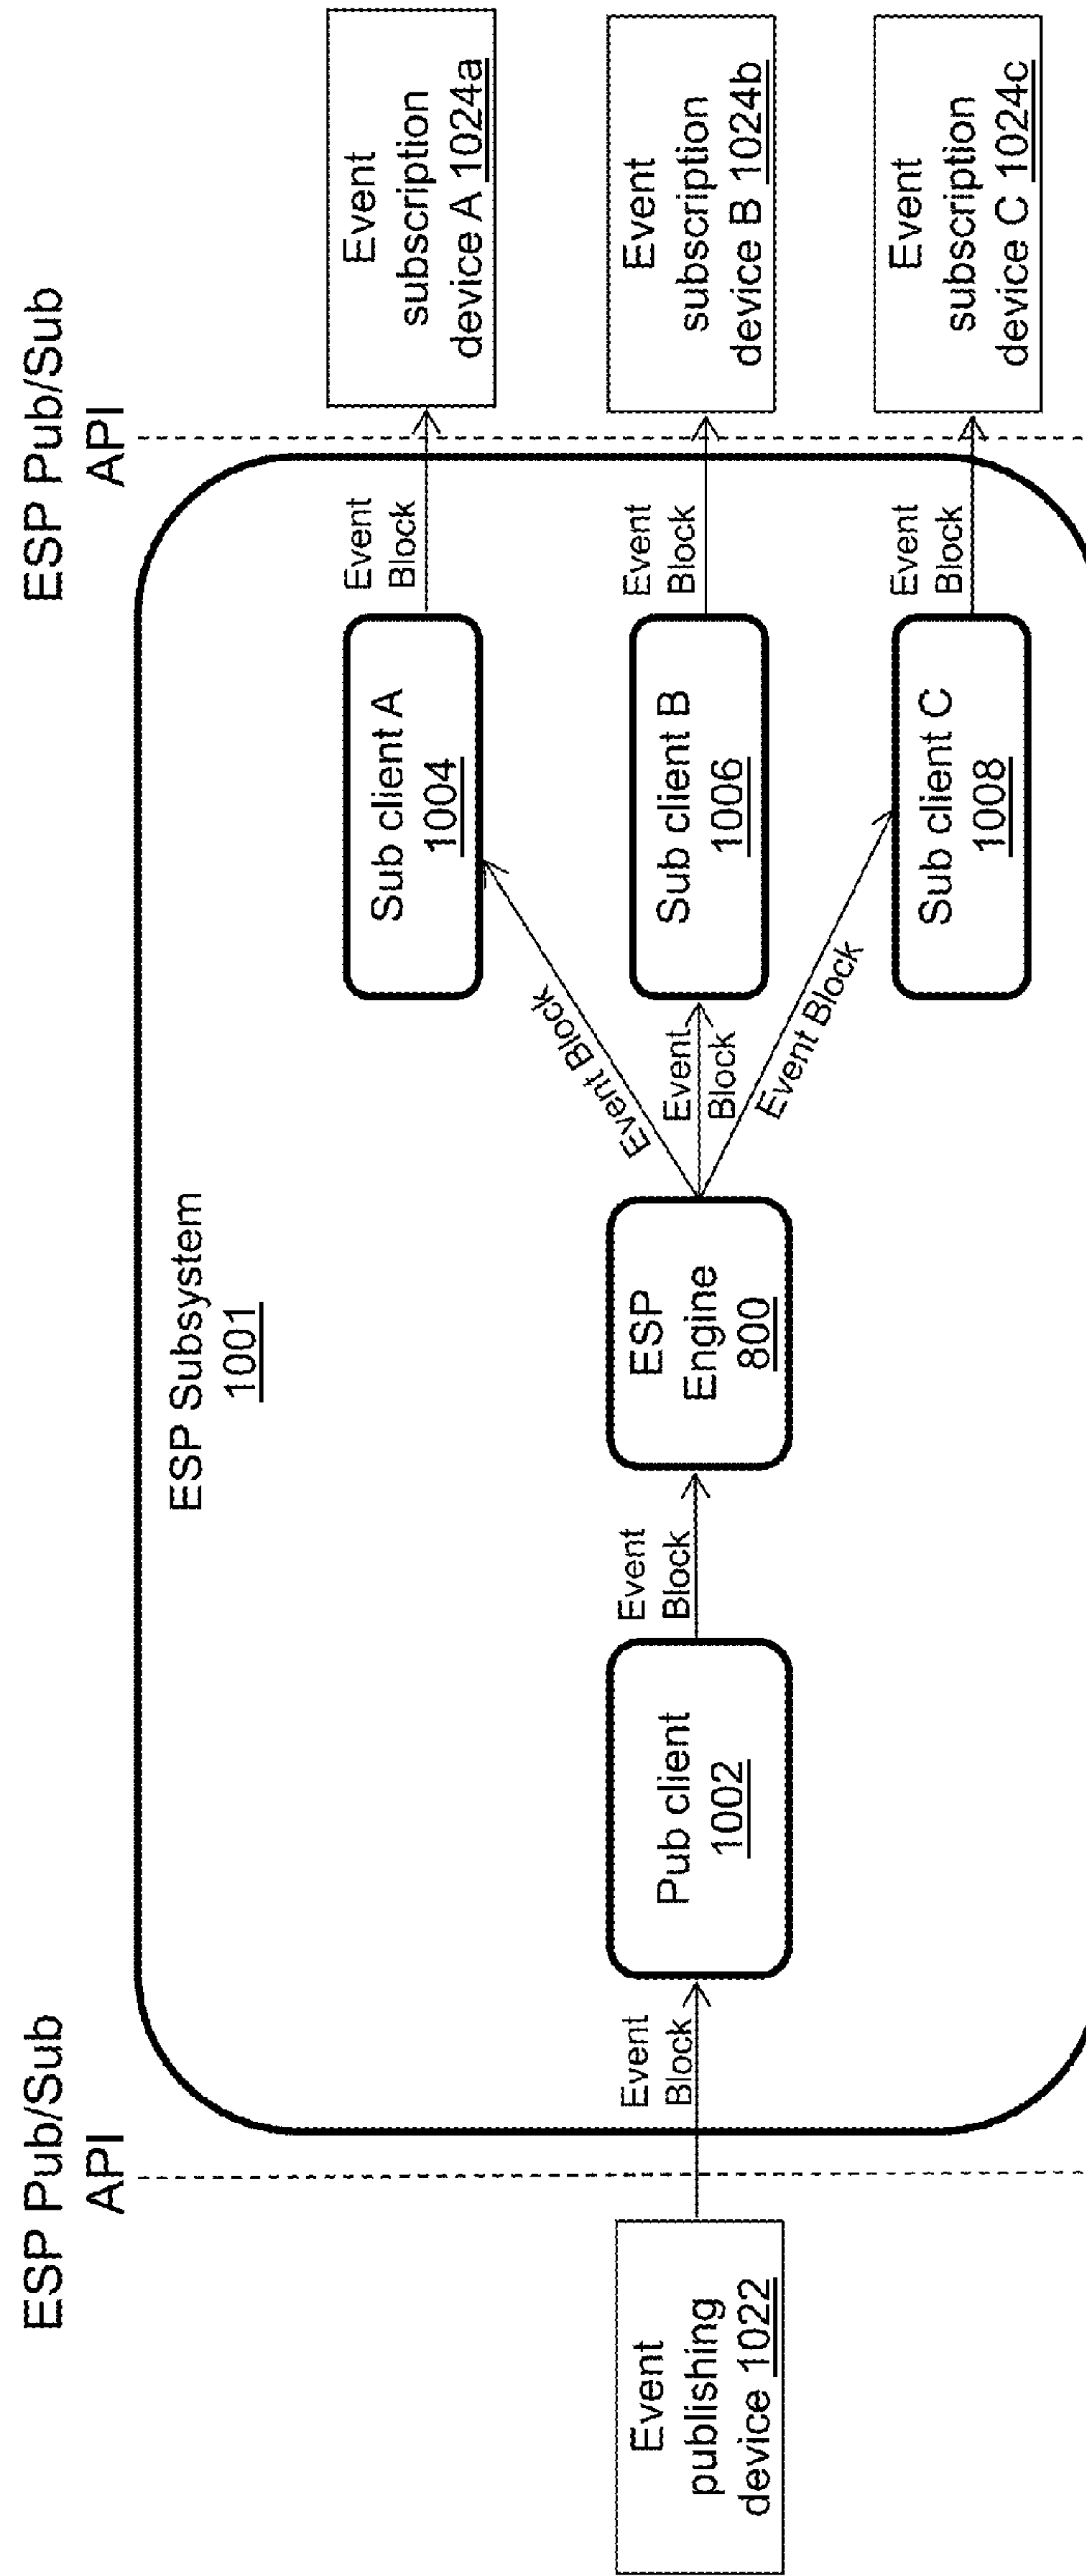 ESP Pub/Sub
API
ESP Pub/Sub
API
ESP Subsystem
1001
Event
publishing
device 1022
Event
Block
Pub client
1002
Event
Block
ESP
Engine
800
Event Block
Event
Block
Event Block
Sub client A
1004
Sub client B
1006
Sub client C
1008
Event
Block
Event
Block
Event
Block
Event
subscription
device A 1024a
Event
subscription
device B 1024b
Event
subscription
device C 1024c